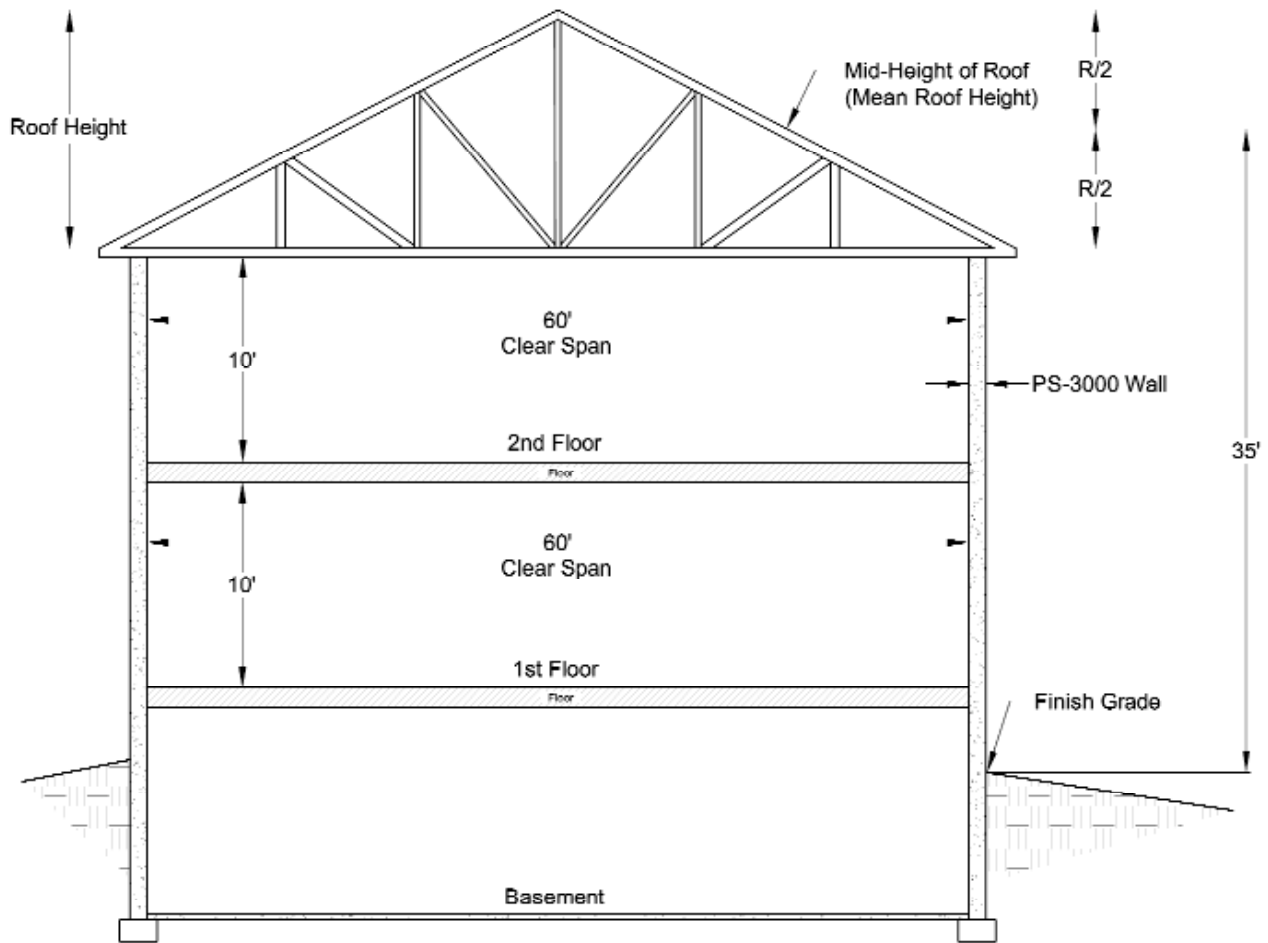 Roof Height
Mid-Height of Roof
(Mean Roof Height)
R/2
R/2
60'
Clear Span
10'
PS-3000 Wall
35'
2nd Floor
Floor
60'
Clear Span
10'
1st Floor
Floor
Finish Grade
Basement